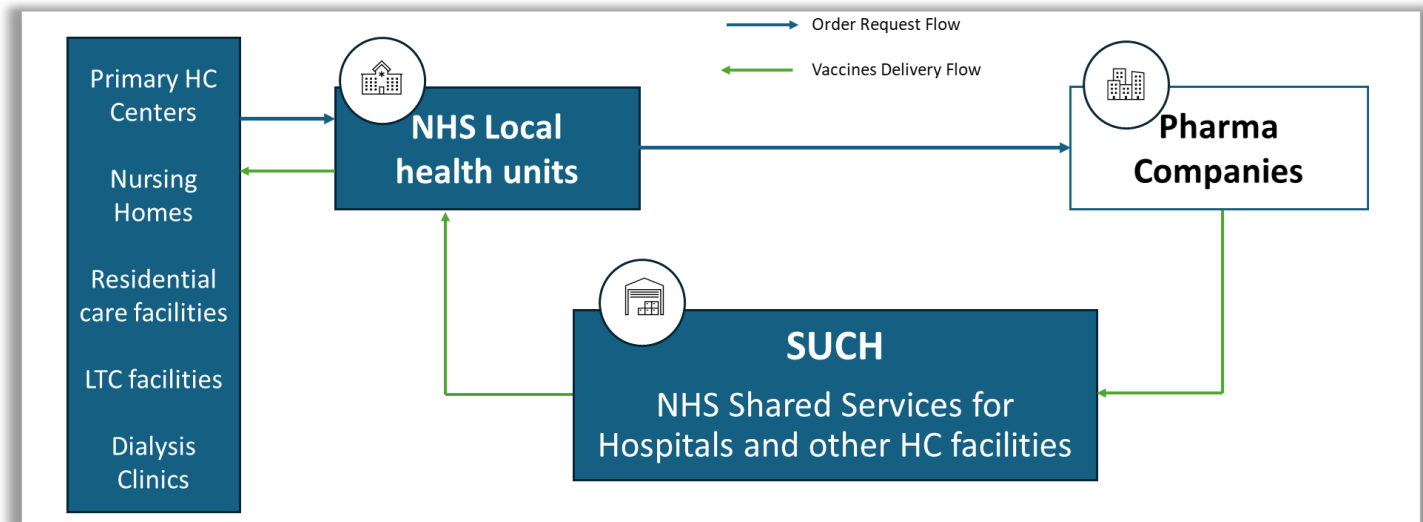 Order Request Flow
Vaccines Delivery Flow
Primary HC
Centers
Nursing
Homes
Residential
care facilities
LTC facilities
Dialysis
Clinics
NHS Local
health units
Pharma
Companies
SUCH
NHS Shared Services for
Hospitals and other HC facilities